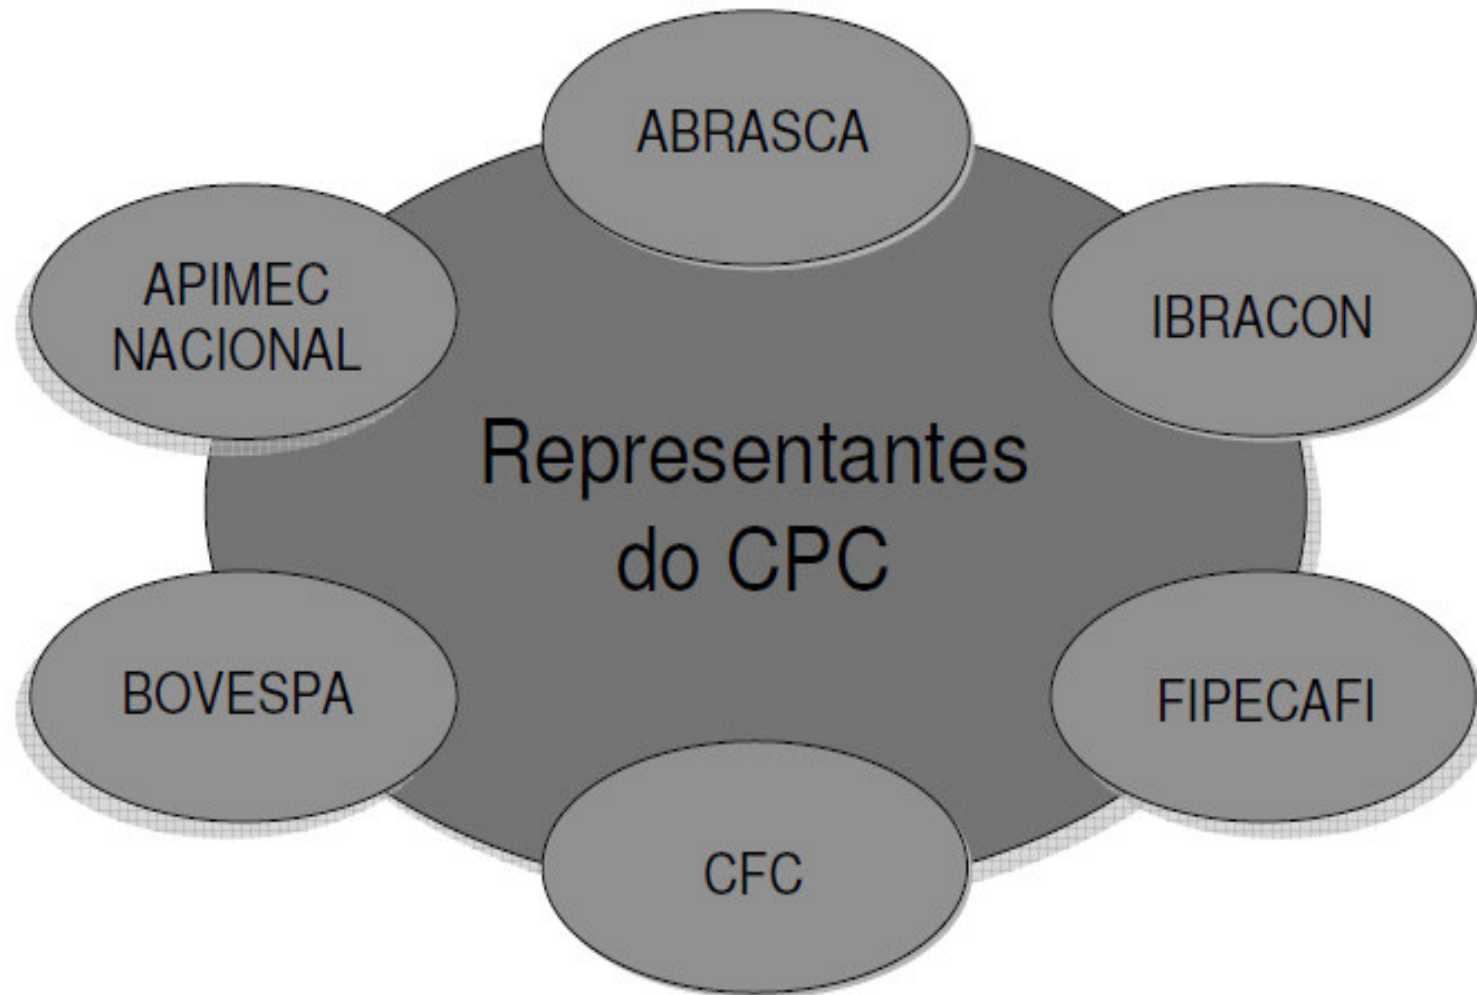 ABRASCA
APIMEC
NACIONAL
IBRACON
Representantes
do CPC
BOVESPA
FIPECAFI
CFC